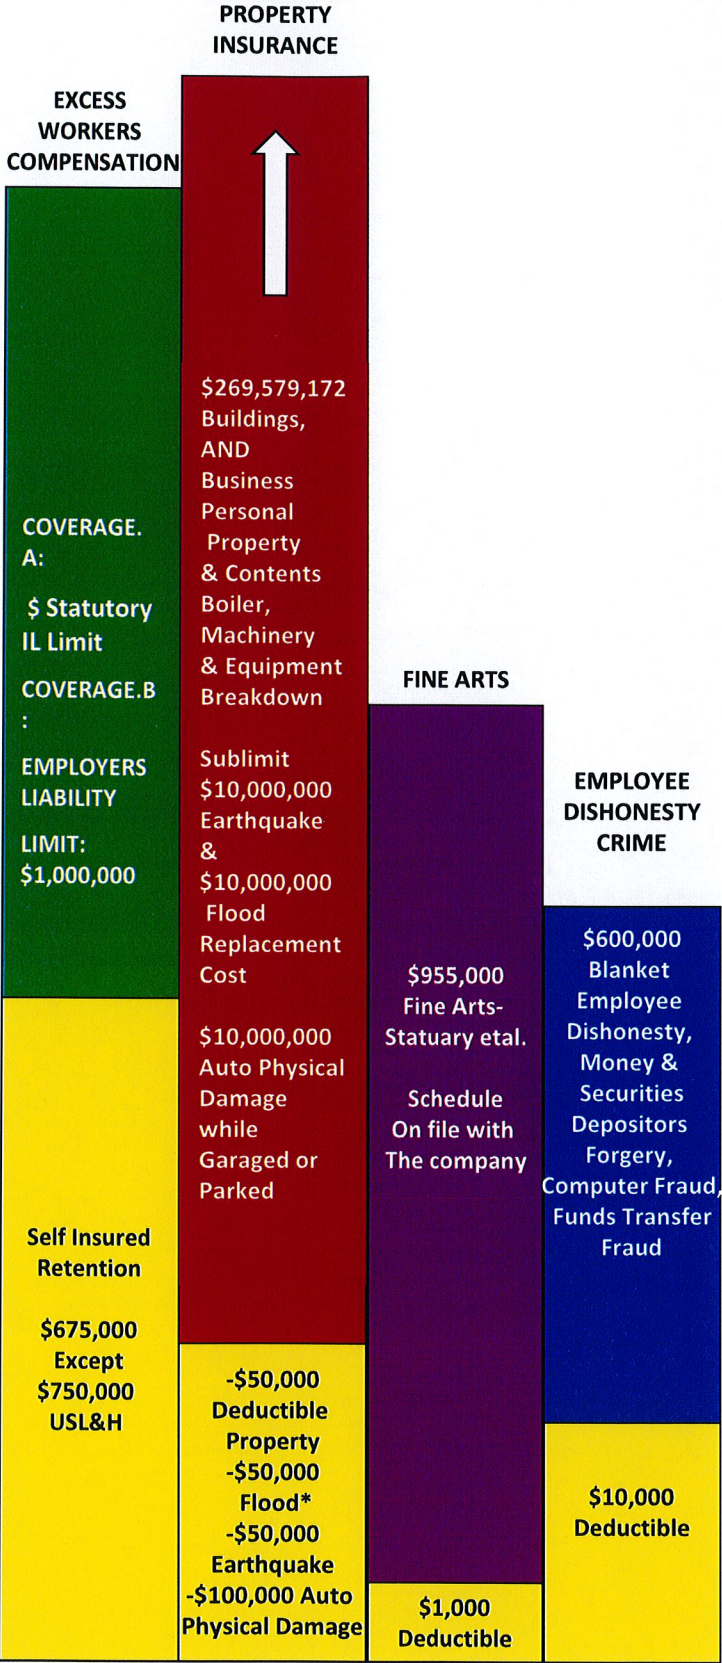 EXCESS
WORKERS
COMPENSATION
COVERAGE.
A:
$ Statutory
IL Limit
COVERAGE.B
:
EMPLOYERS
LIABILITY
LIMIT:
$1,000,000
Self Insured
Retention
$675,000
Except
$750,000
USL&H
PROPERTY
INSURANCE
$269,579,172
Buildings,
AND
Business
Personal
Property
& Contents
Boiler,
Machinery
& Equipment
Breakdown
Sublimit
$10,000,000
Earthquake
&
$10,000,000
Flood
Replacement
Cost
$10,000,000
Auto Physical
Damage
while
Garaged or
Parked
-$50,000
Deductible
Property
-$50,000
Flood*
-$50,000
Earthquake
-$100,000 Auto
Physical Damage
FINE ARTS
$955,000
Fine Arts-
Statuary etal.
Schedule
On file with
The company
$1,000
Deductible
EMPLOYEE
DISHONESTY
CRIME
$600,000
Blanket
Employee
Dishonesty,
Money &
Securities
Depositors
Forgery,
Computer Fraud,
Funds Transfer
Fraud
$10,000
Deductible